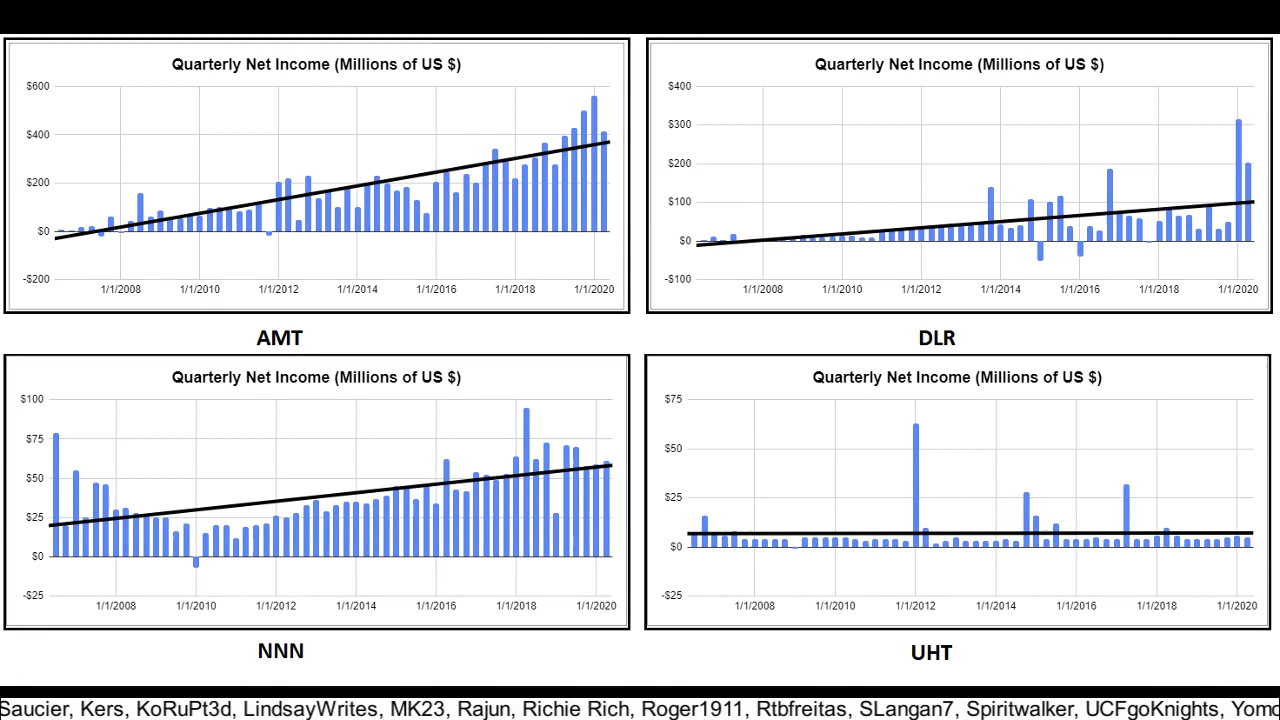 Quarterly Net Income (Millions of US $)
$600
$400
$200
$0
-$200
1/1/2008 1/1/2010 1/1/2012 1/1/2014 1/1/2016 1/1/2018 1/1/2020
AMT
Quarterly Net Income (Millions of US $)
$400
$300
$200
$100
$0
-$100
1/1/2008 1/1/2010 1/1/2012 1/1/2014 1/1/2016 1/1/2018 1/1/2020
DLR
Quarterly Net Income (Millions of US $)
$100
$75
$50
$25
$0
-$25
1/1/2008 1/1/2010 1/1/2012 1/1/2014 1/1/2016 1/1/2018 1/1/2020
NNN
Quarterly Net Income (Millions of US $)
$75
$50
$25
$0
-$25
1/1/2008 1/1/2010 1/1/2012 1/1/2014 1/1/2016 1/1/2018 1/1/2020
UHT
Saucier, Kers, KoRuPt3d, LindsayWrites, MK23, Rajun, Richie Rich, Roger1911, Rtbfreitas, SLangan7, Spiritwalker, UCFgoKnights,